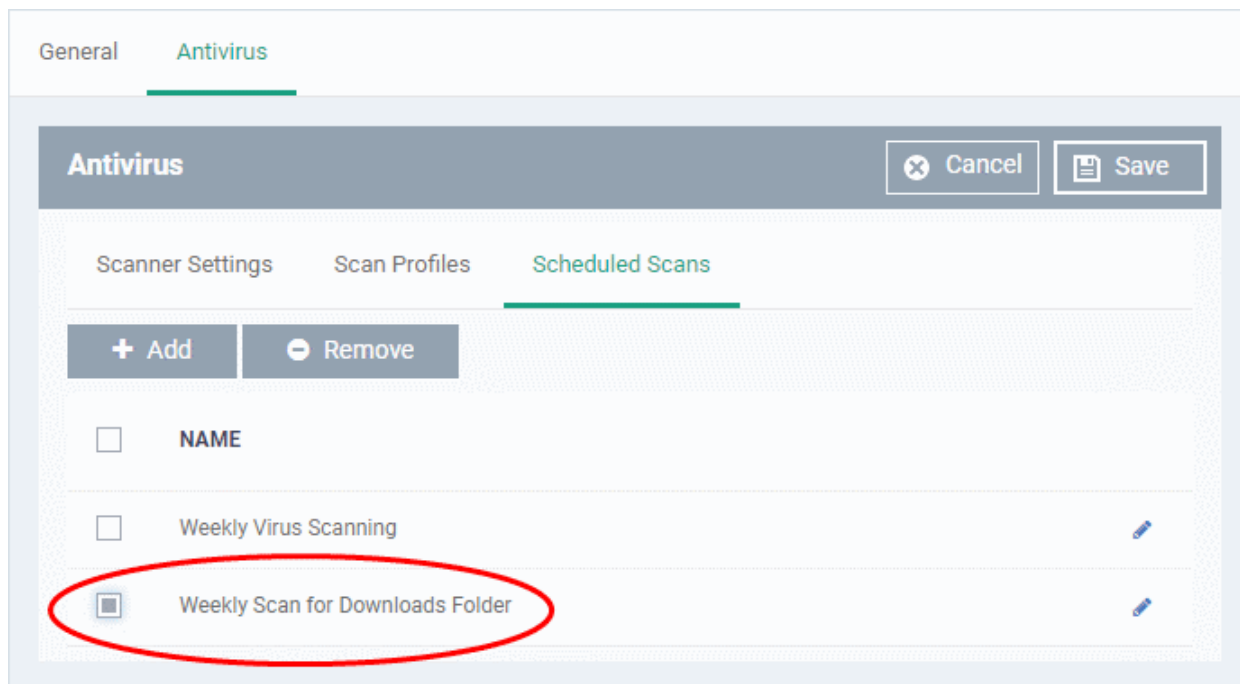 General Antivirus
Antivirus Cancel Save
Scanner Settings Scan Profiles Scheduled Scans
Add Remove
NAME
Weekly Virus Scanning
Weekly Scan for Downloads Folder